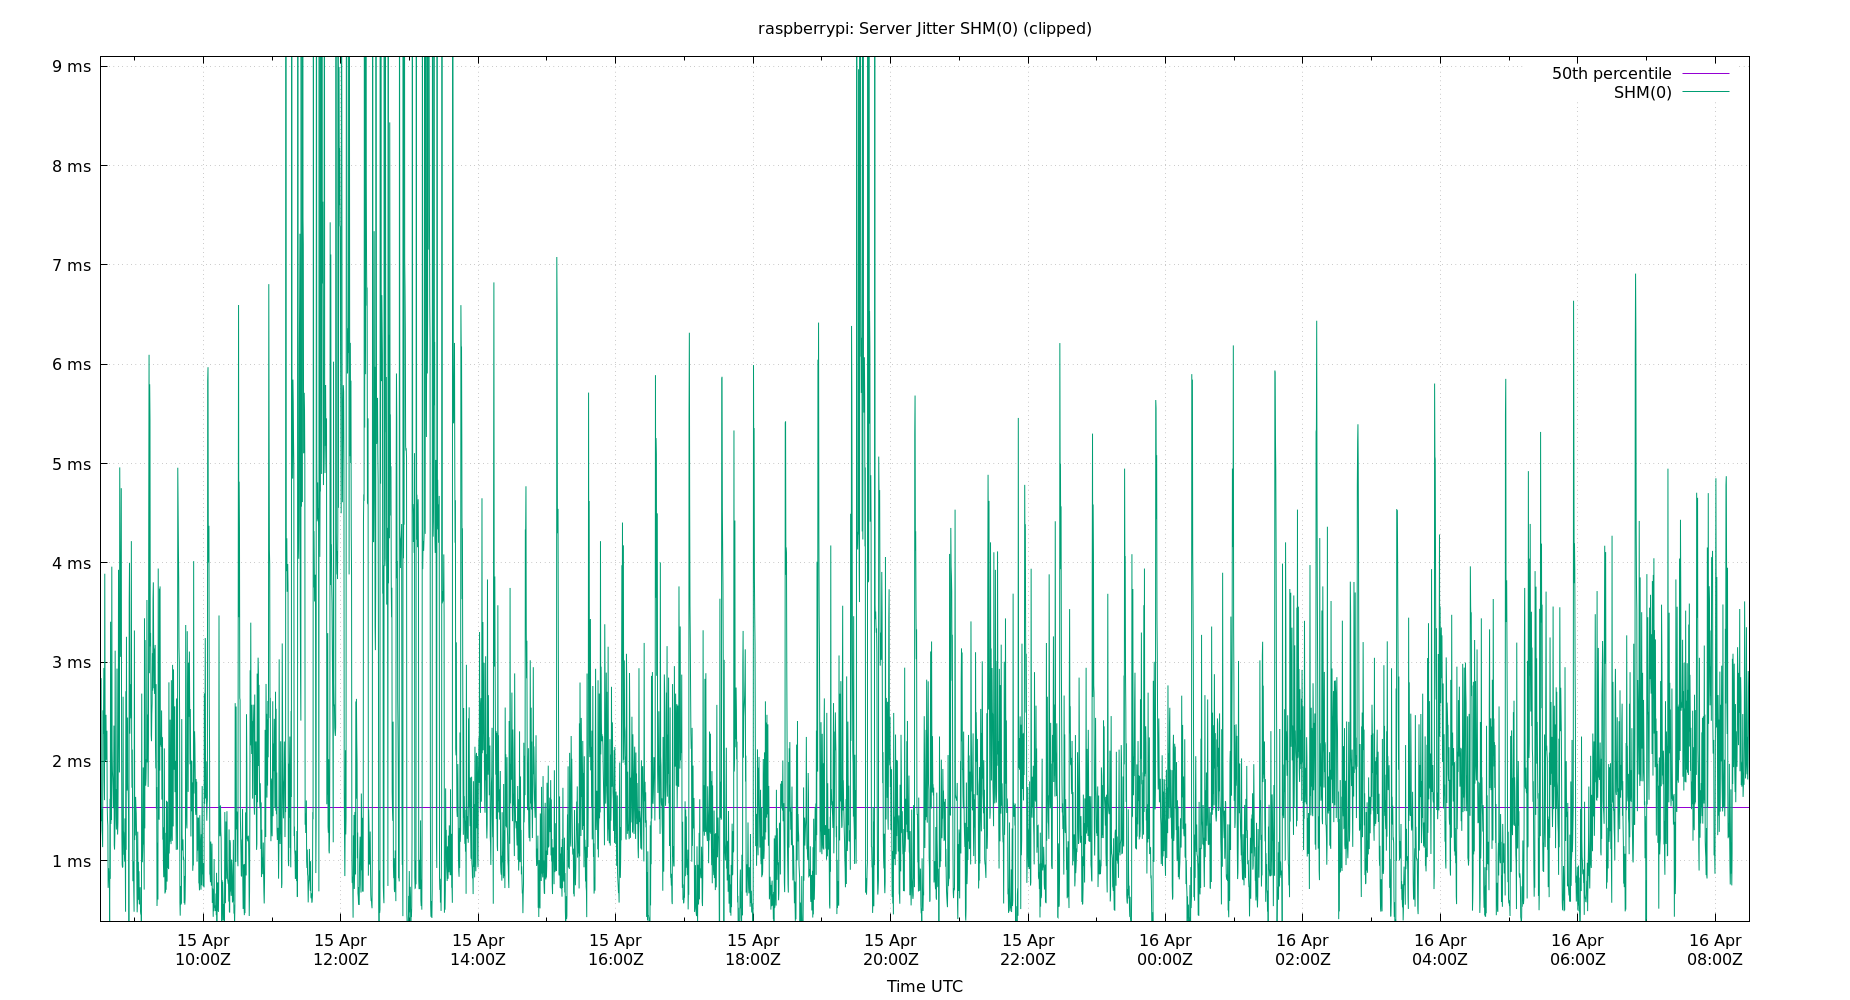 raspberrypi: Server Jitter SHM(0) (clipped)
9 ms
8 ms
7 ms
6 ms
5 ms
4 ms
3 ms
2 ms
1 ms
50th percentile
SHM(0)
15 Apr 15 Apr 15 Apr 15 Apr 15 Apr 15 Apr 15 Apr 16 Apr 16 Apr 16 Apr 16 Apr 16 Apr
10:00Z 12:00Z 14:00Z 16:00Z 18:00Z 20:00Z 22:00Z 00:00Z 02:00Z 04:00Z 06:00Z 08:00Z
Time UTC